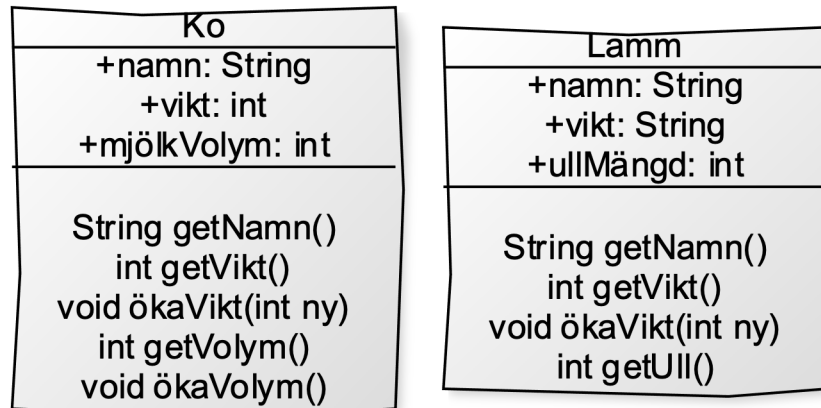 Ko
+namn: String
+vikt: int
+mjölkVolym: int
String getNamn()
int getVikt()
void ökaVikt(int ny)
int getVolym()
void ökaVolym()
Lamm
+namn: String
+vikt: String
+ullMängd: int
String getNamn()
int getVikt()
void ökaVikt(int ny)
int getUll()